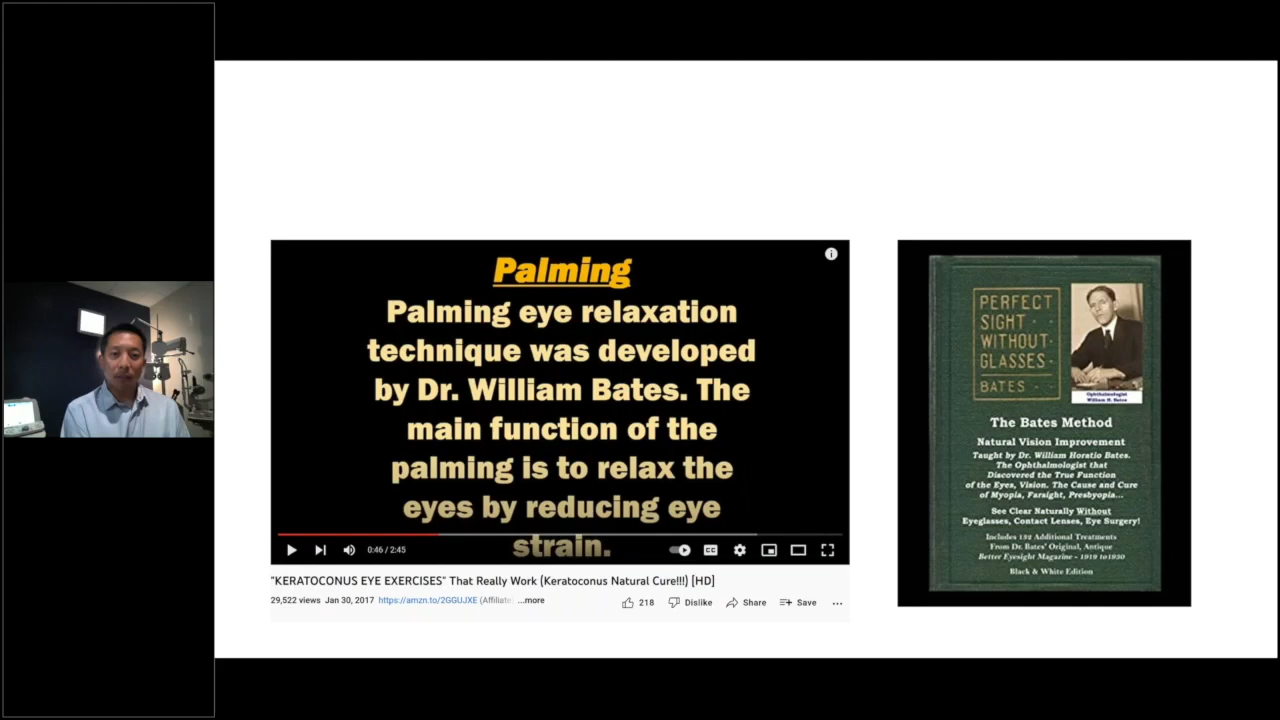 Palming
Palming eye relaxation
technique was developed
by Dr. William Bates. The
main function of the
palming is to relax the
eyes by reducing eye
strain.
0:46 / 2:45
"KERATOCONUS EYE EXERCISES" That Really Work (Keratoconus Natural Cure!!!) [HD]
29,522 views Jan 30, 2017 https://amzn.to/2GGUJXE (Affiliate ...more
218 Dislike Share Save
PERFECT
SIGHT
WITHOUT
GLASSES
BATES
Ophthalmologist
William H. Bates
The Bates Method
Natural Vision Improvement
Taught by Dr. William Horatio Bates.
The Ophthalmologist that
Discovered the True Function
of the Eyes, Vision. The Cause and Cure
of Myopia, Farsight, Presbyopia...
See Clear Naturally Without
Eyeglasses, Contact Lenses, Eye Surgery!
Includes 132 Additional Treatments
From Dr. Bates' Original, Antique
Better Eyesight Magazine - 1919 to1930
Black & White Edition